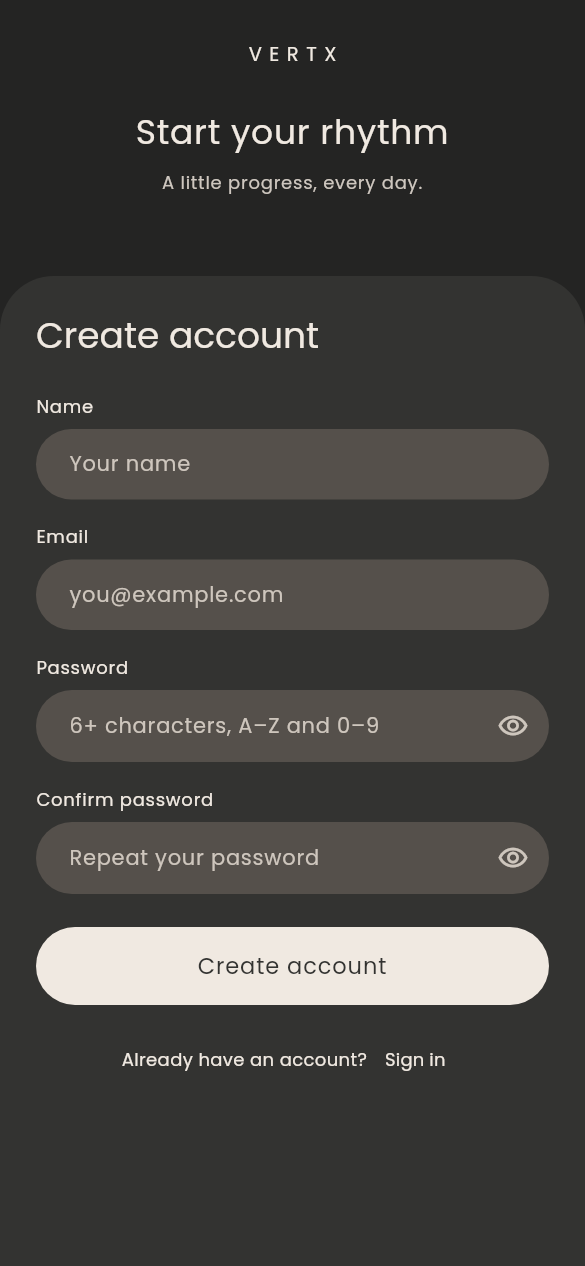 VERTX
Start your rhythm
A little progress, every day.
Create account
Name
Your name
Email
you@example.com
Password
6+ characters, A–Z and 0–9
Confirm password
Repeat your password
Create account
Already have an account? Sign in